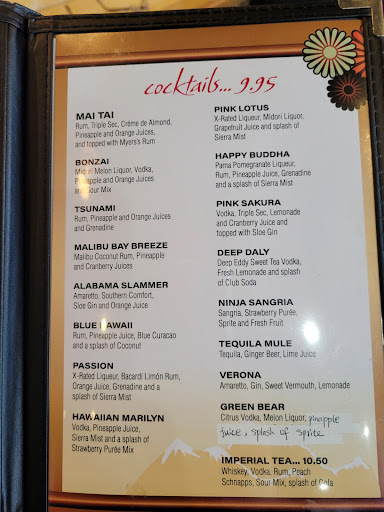 cocktails... 9.95
MAI TAI
Rum, Triple Sec, Créme de Almond,
Pineapple and Orange Juices,
and topped with Myers's Rum
BONZAI
Midori Melon Liquor, Vodka,
Pineapple and Orange Juices
and Sour Mix
TSUNAMI
Rum, Pineapple and Orange Juices
and Grenadine
MALIBU BAY BREEZE
Malibu Coconut Rum, Pineapple
and Cranberry Juices
ALABAMA SLAMMER
Amaretto, Southern Comfort,
Sloe Gin and Orange Juice
BLUE HAWAII
Rum, Pineapple Juice, Blue Curacao
and a splash of Coconut
PASSION
X-Rated Liqueur, Bacardi Limón Rum,
Orange Juice, Grenadine and a
splash of Sierra Mist
HAWAIIAN MARILYN
Vodka, Pineapple Juice,
Sierra Mist and a splash of
Strawberry Purée Mix
PINK LOTUS
X-Rated Liqueur, Midori Liquor,
Grapefruit Juice and splash of
Sierra Mist
HAPPY BUDDHA
Pama Pomegranate Liqueur,
Rum, Pineapple Juice, Grenadine
and a splash of Sierra Mist
PINK SAKURA
Vodka, Triple Sec, Lemonade
and Cranberry Juice and
topped with Sloe Gin
DEEP DALY
Deep Eddy Sweet Tea Vodka,
Fresh Lemonade and splash
of Club Soda
NINJA SANGRIA
Sangria, Strawberry Purée,
Sprite and Fresh Fruit
TEQUILA MULE
Tequila, Ginger Beer, Lime Juice
VERONA
Amaretto, Gin, Sweet Vermouth, Lemonade
GREEN BEAR
Citrus Vodka, Melon Liquor, pineapple
juice, splash of sprite
IMPERIAL TEA... 10.50
Whiskey, Vodka, Rum, Peach
Schnapps, Sour Mix, splash of Cola